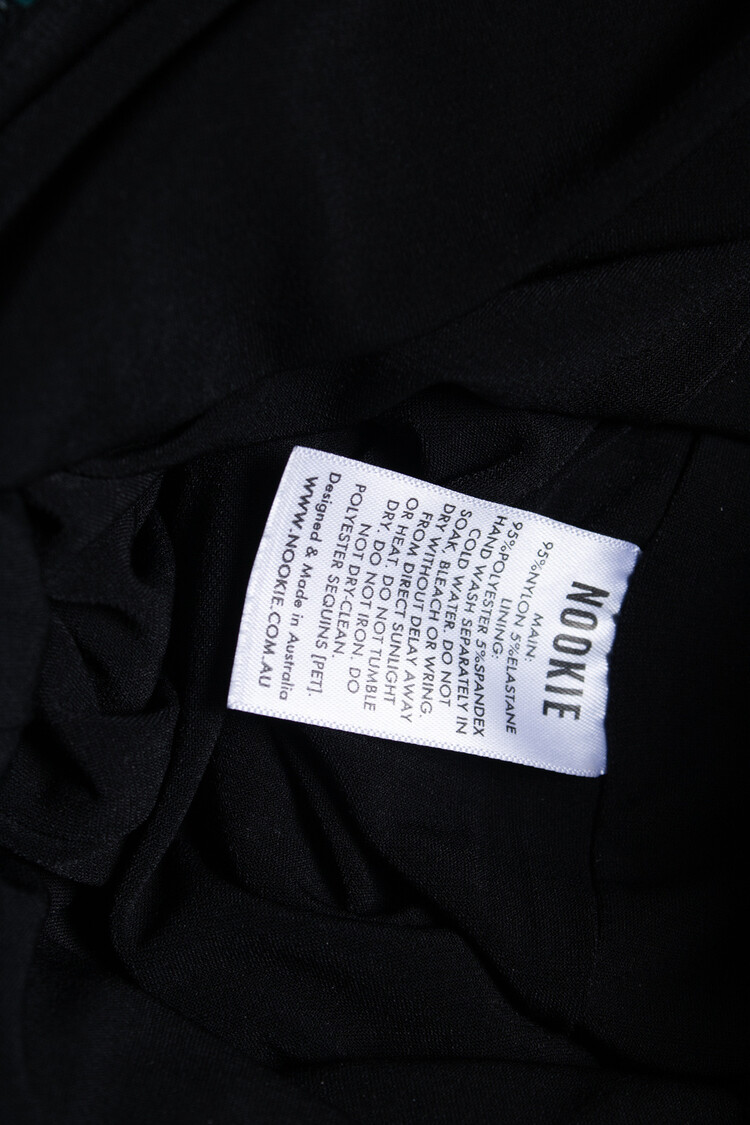 NOOKIE
MAIN:
95%NYLON 5%ELASTANE
LINING:
95%POLYESTER 5%SPANDEX
HAND WASH SEPARATELY IN
COLD WATER. DO NOT
SOAK, BLEACH OR WRING.
DRY WITHOUT DELAY AWAY
FROM DIRECT SUNLIGHT
OR HEAT. DO NOT TUMBLE
DRY. DO NOT IRON. DO
NOT DRY-CLEAN.
POLYESTER SEQUINS [PET].
Designed & Made in Australia
WWW.NOOKIE.COM.AU